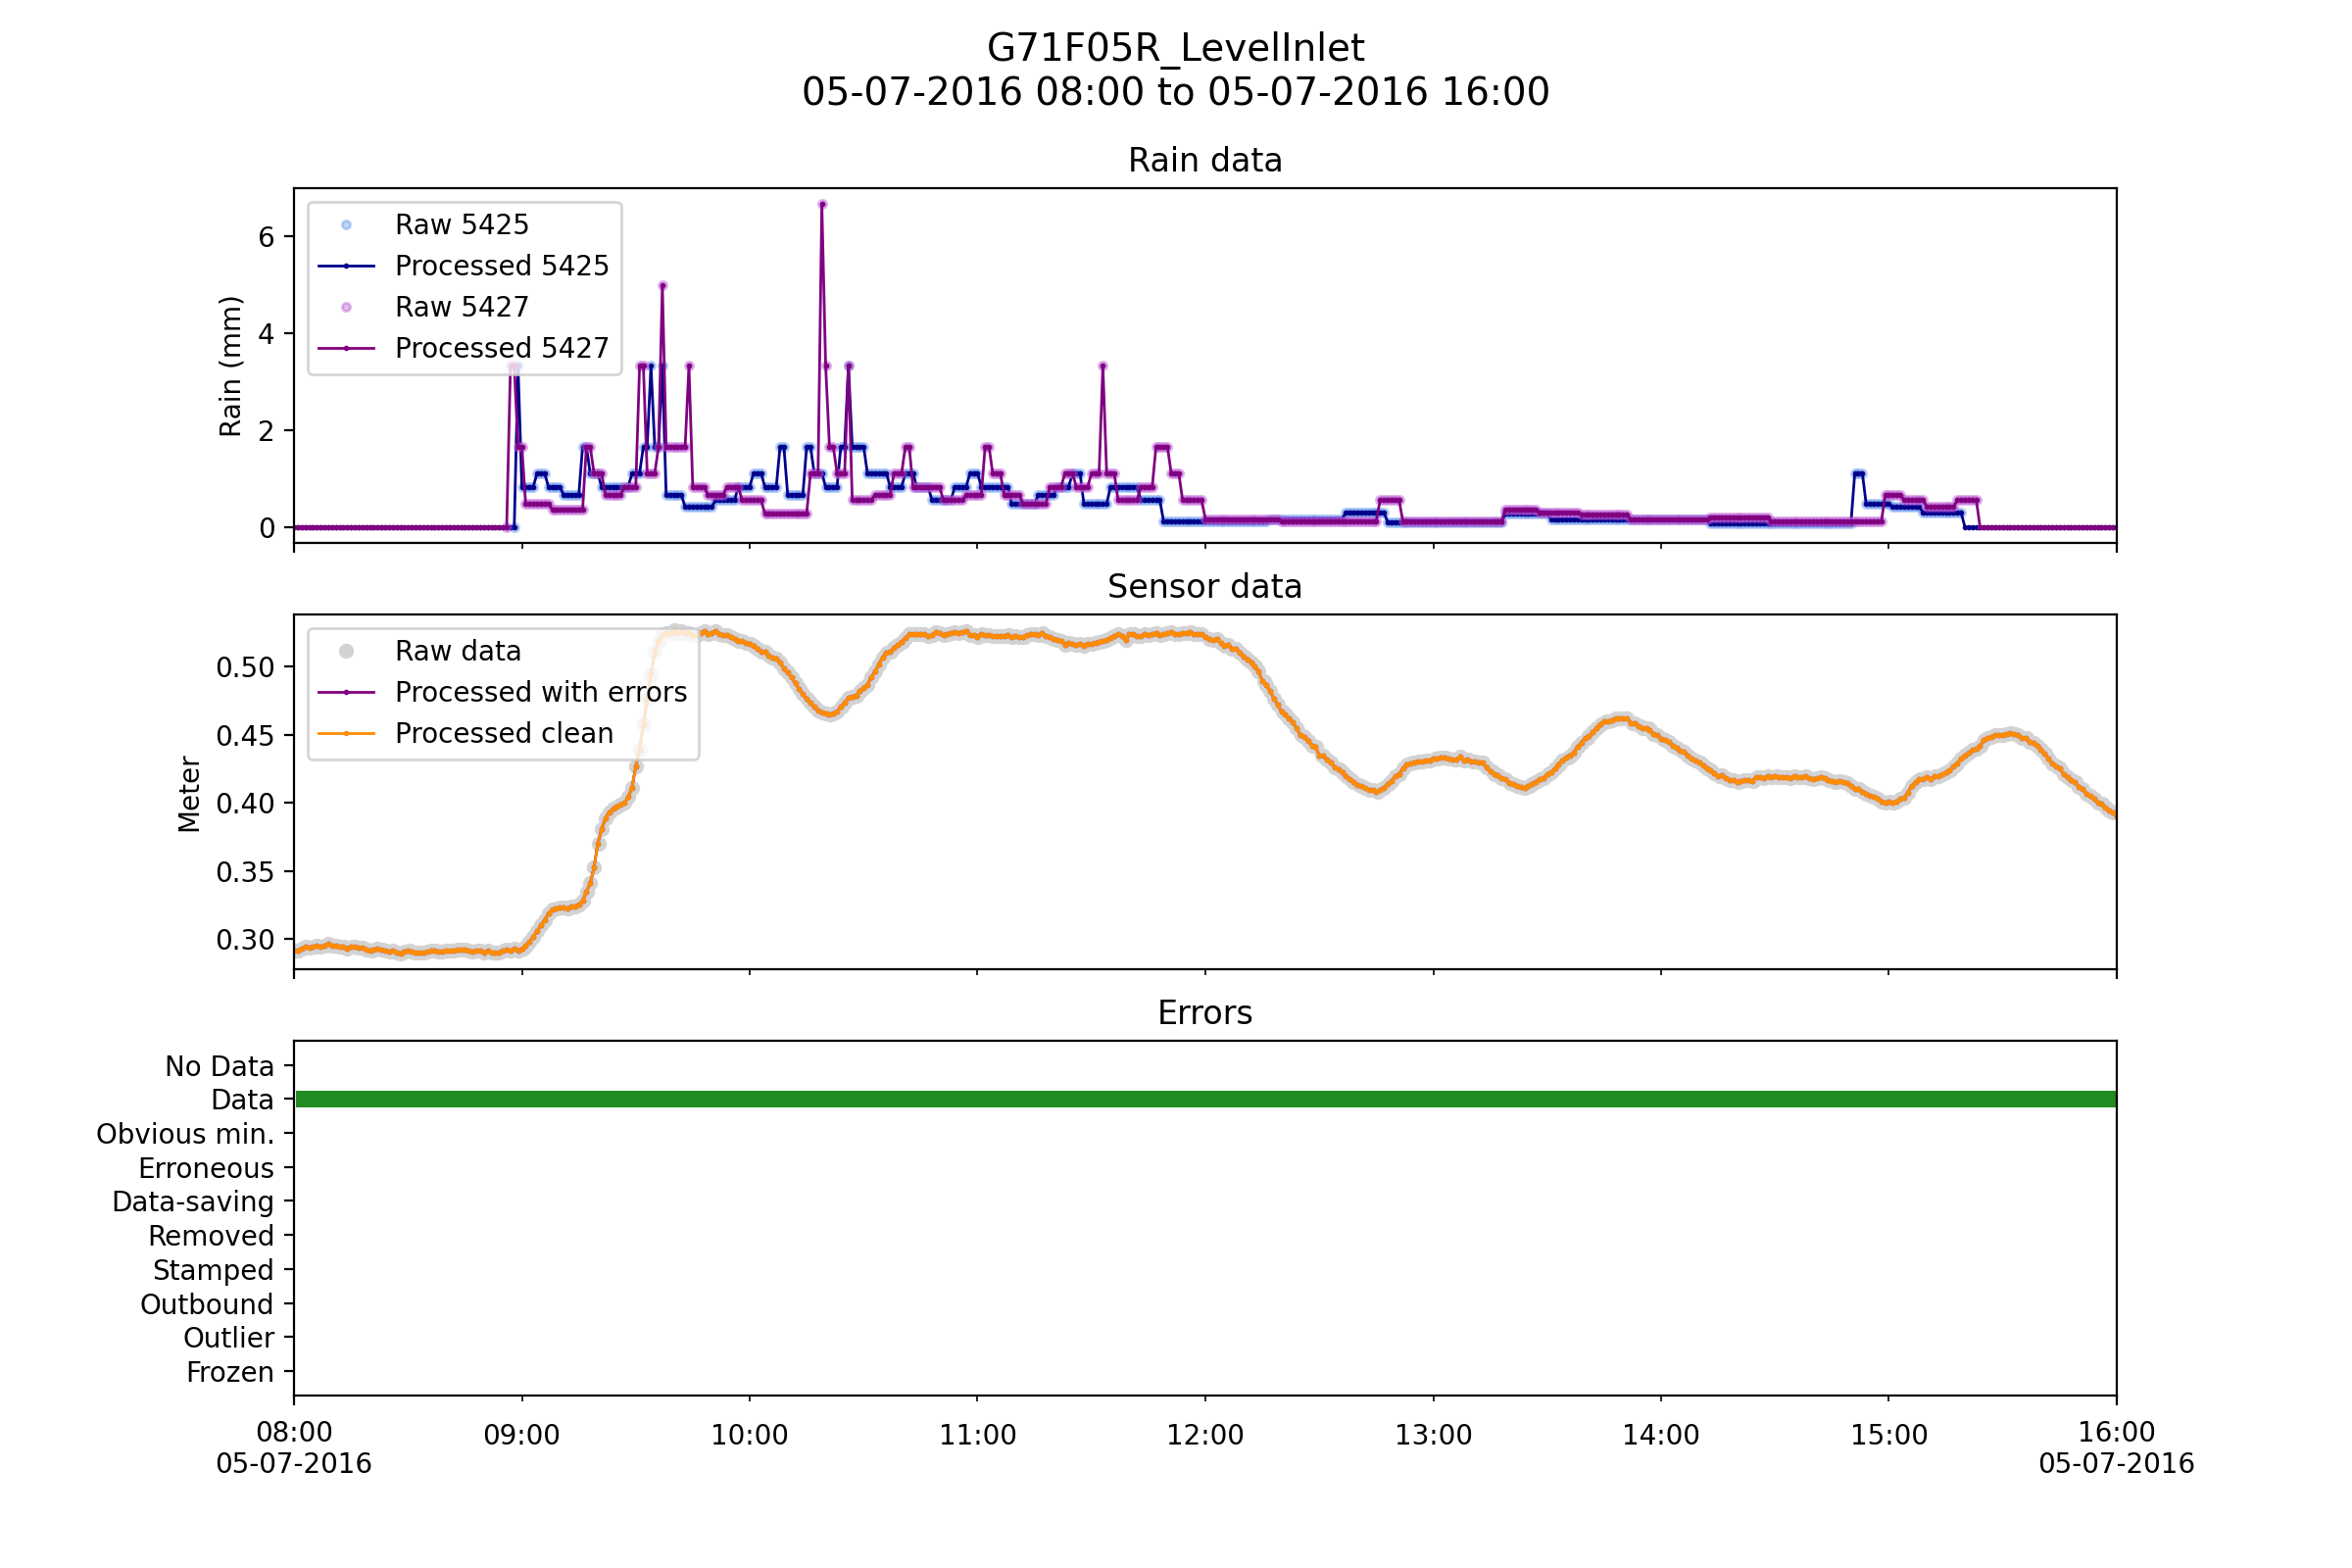 G71F05R_LevelInlet
05-07-2016 08:00 to 05-07-2016 16:00
Rain data
Rain (mm)
6
4
2
0
Raw 5425
Processed 5425
Raw 5427
Processed 5427
Sensor data
Meter
0.50
0.45
0.40
0.35
0.30
Raw data
Processed with errors
Processed clean
Errors
No Data
Data
Obvious min.
Erroneous
Data-saving
Removed
Stamped
Outbound
Outlier
Frozen
08:00 09:00 10:00 11:00 12:00 13:00 14:00 15:00 16:00
05-07-2016 05-07-2016